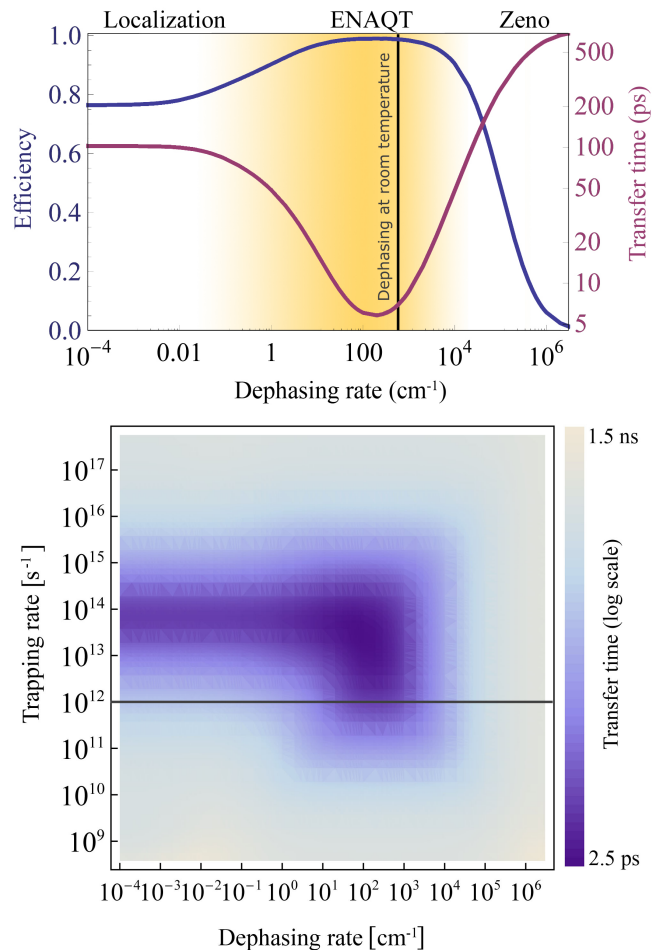 Localization ENAQT Zeno
1.0
0.8
0.6
0.4
0.2
0.0
Efficiency
500
200
100
50
20
10
5
Transfer time (ps)
Dephasing at room temperature
10⁻⁴ 0.01 1 100 10⁴ 10⁶
Dephasing rate (cm⁻¹)
10¹⁷
10¹⁶
10¹⁵
10¹⁴
10¹³
10¹²
10¹¹
10¹⁰
10⁹
Trapping rate [s⁻¹]
1.5 ns
Transfer time (log scale)
2.5 ps
10⁻⁴ 10⁻³ 10⁻² 10⁻¹ 10⁰ 10¹ 10² 10³ 10⁴ 10⁵ 10⁶
Dephasing rate [cm⁻¹]